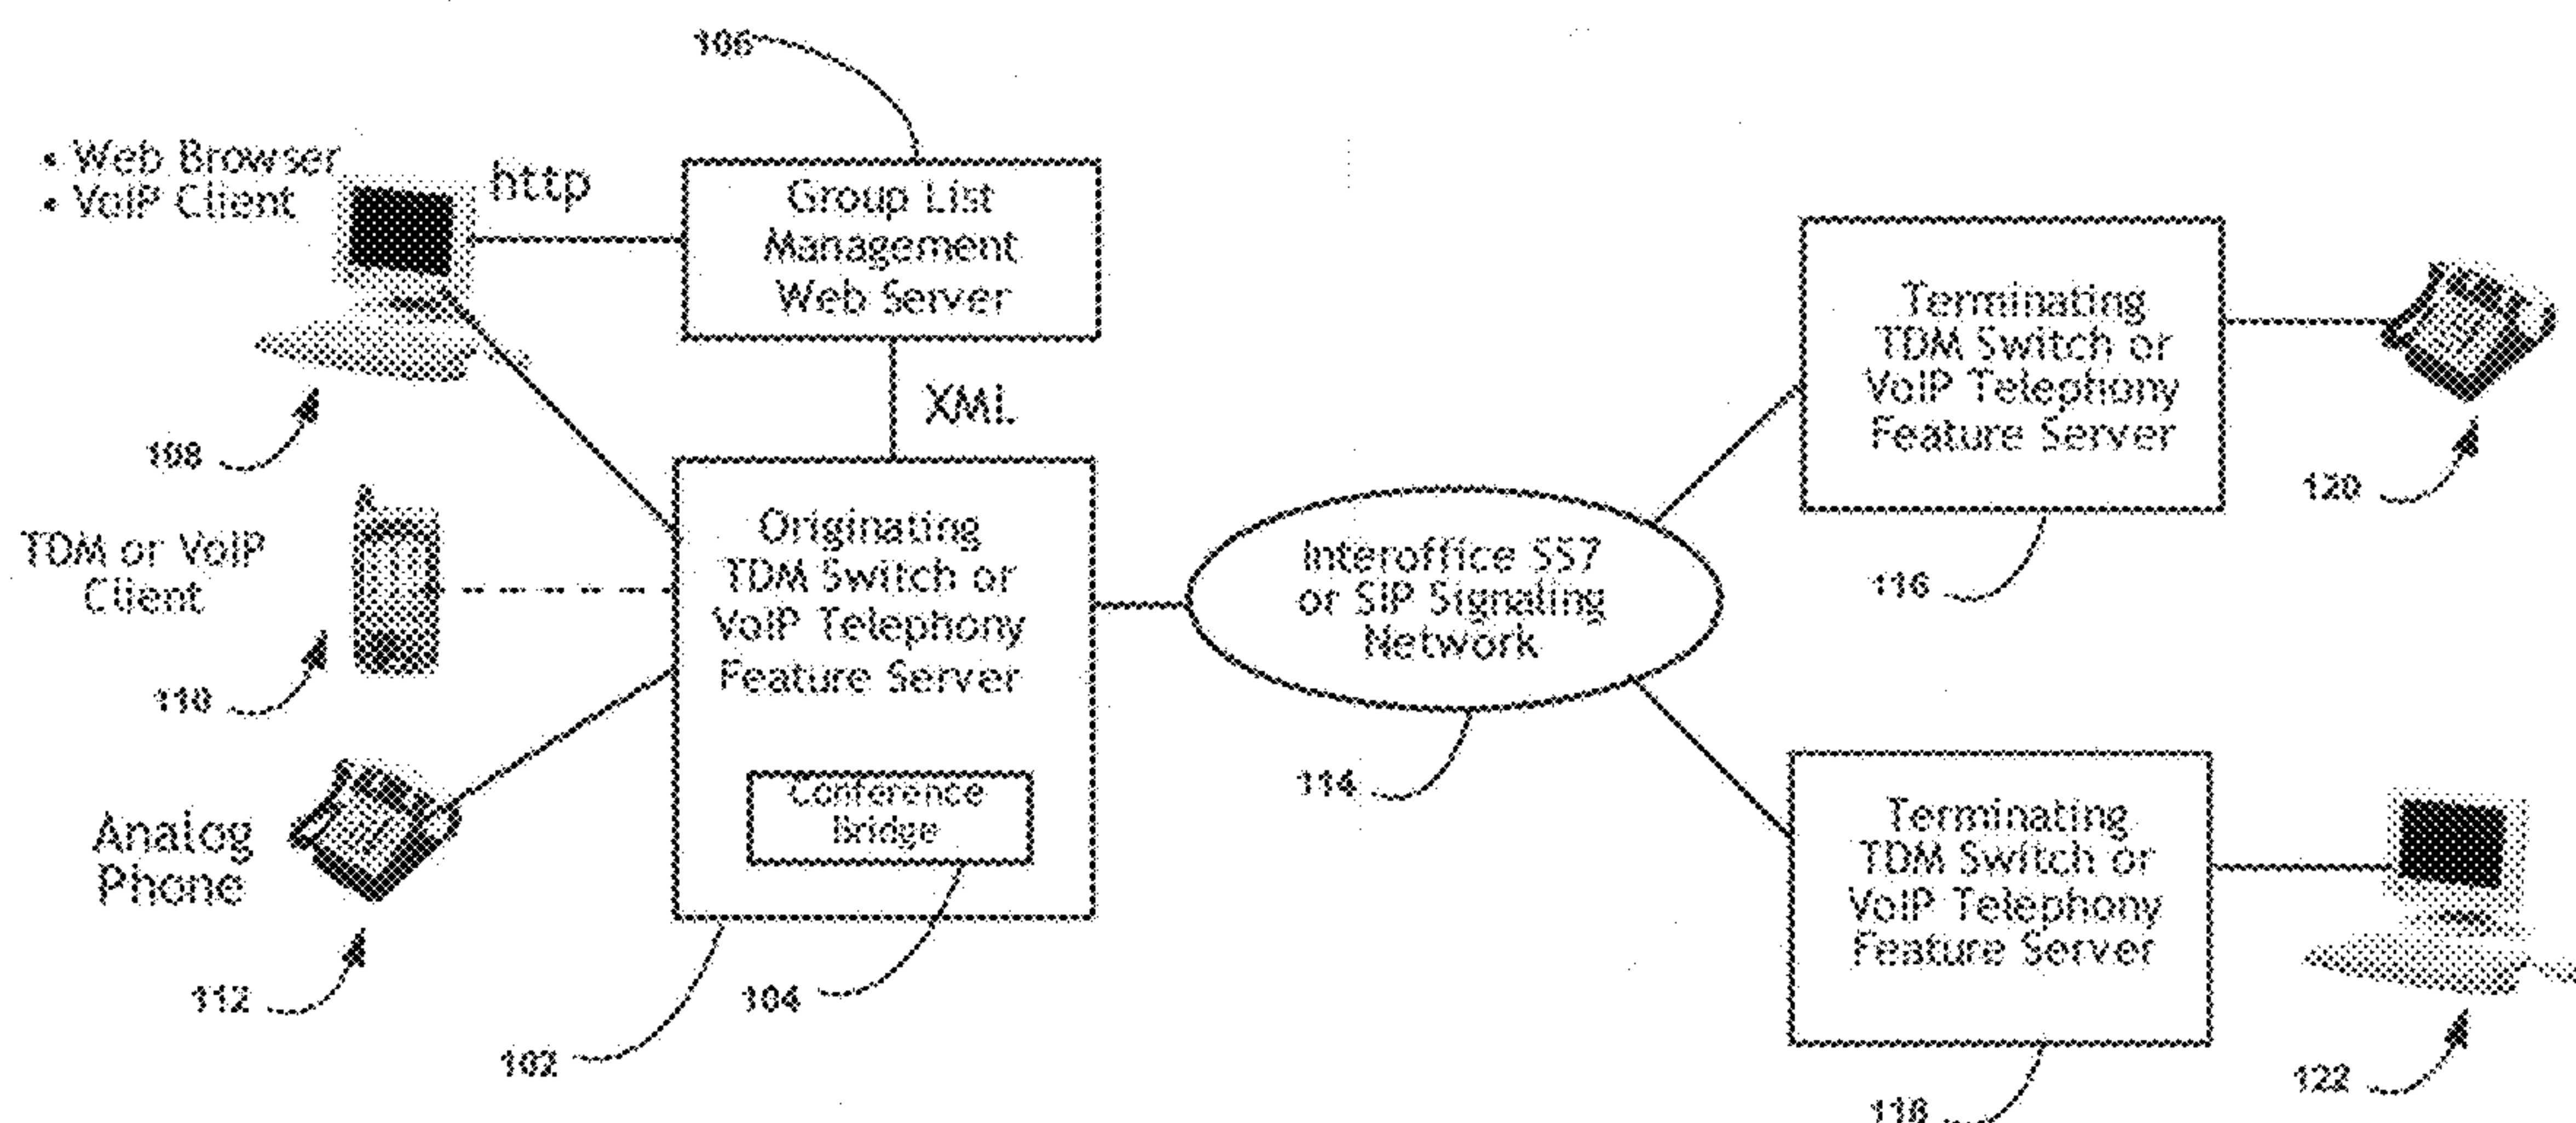 106
• Web Browser
• VoIP Client
http
Group List
Management
Web Server
XML
108
TDM or VoIP
Client
110
Analog
Phone
112
Originating
TDM Switch or
VoIP Telephony
Feature Server
Conference
Bridge
104
102
Interoffice SS7
or SIP Signaling
Network
114
Terminating
TDM Switch or
VoIP Telephony
Feature Server
116
120
Terminating
TDM Switch or
VoIP Telephony
Feature Server
118
122